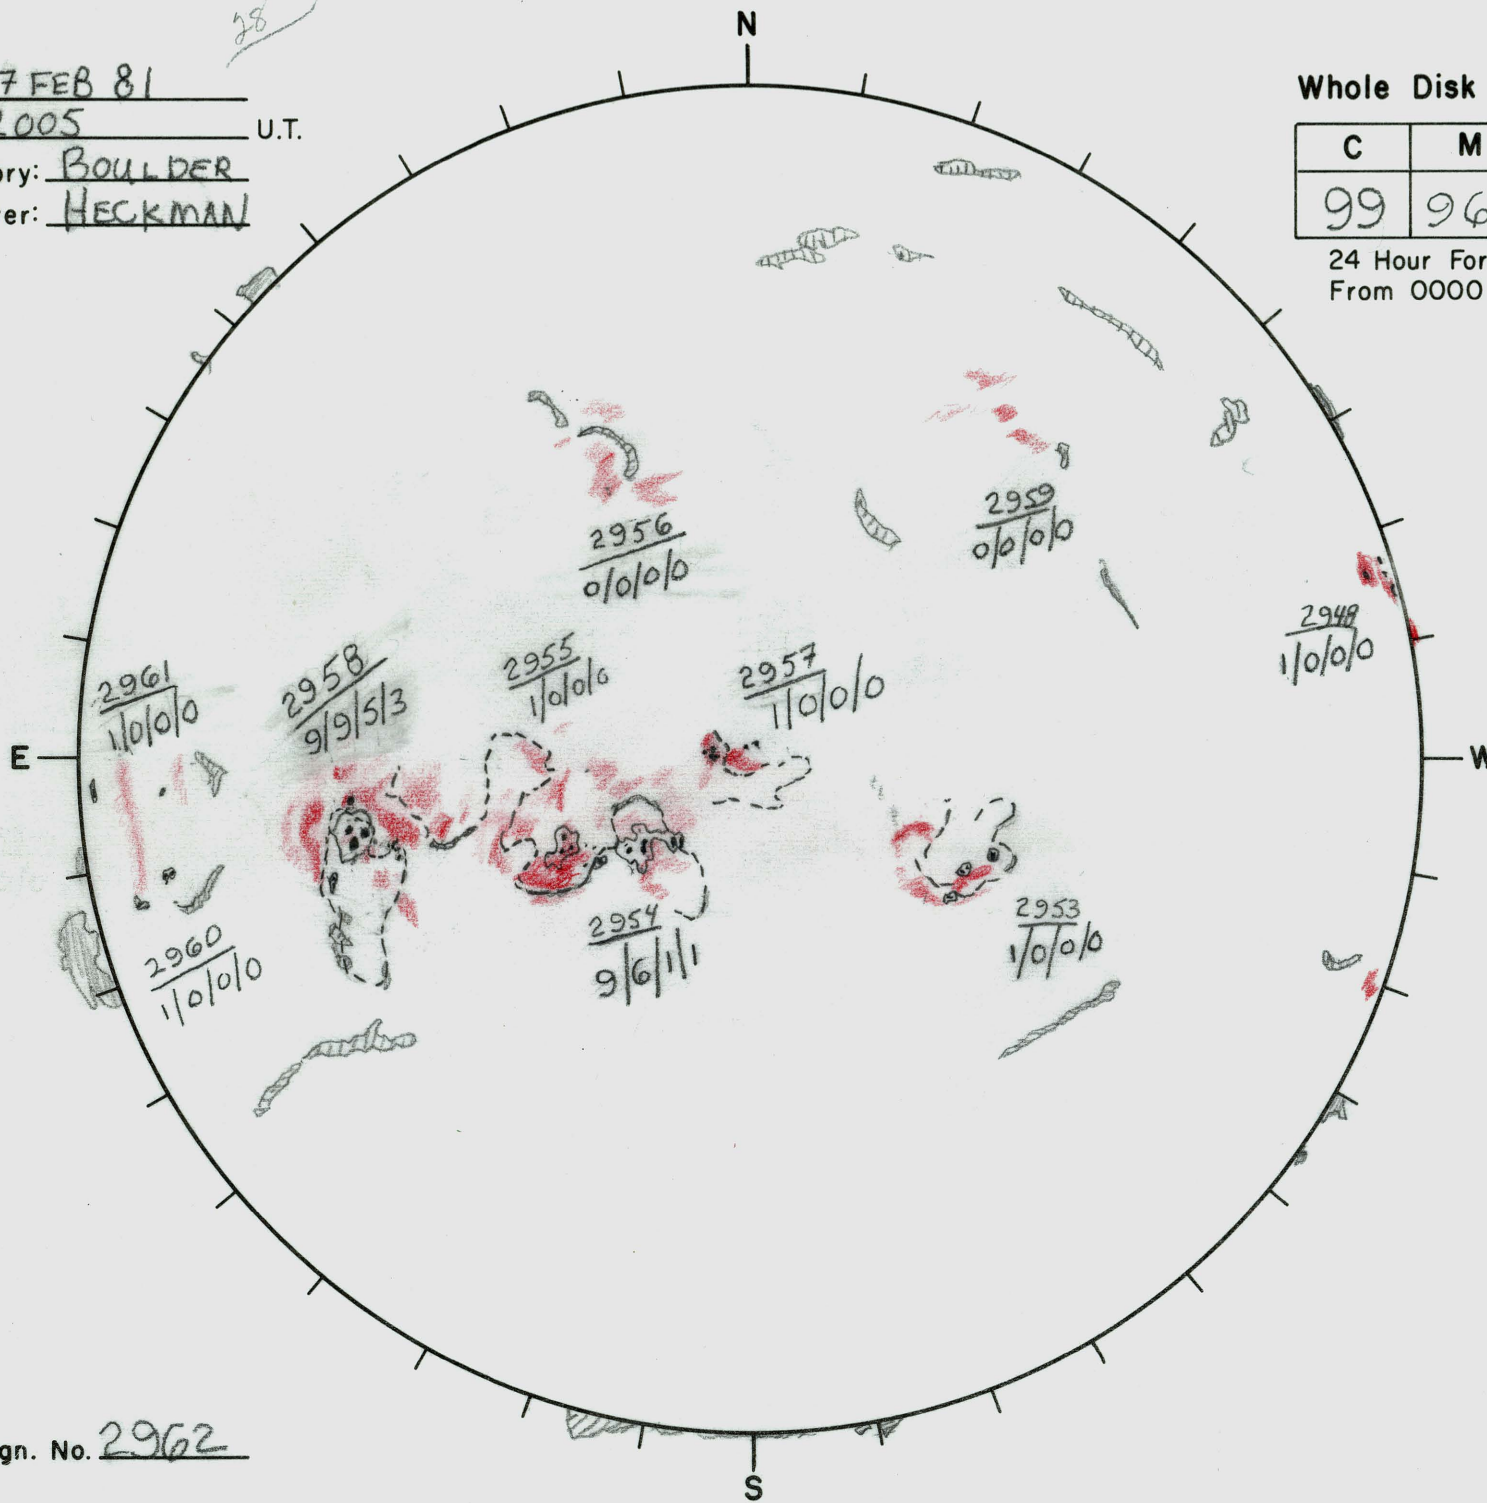 28
N
7 FEB 81
2005 U.T.
ory: BOULDER
er: HECKMAN
Whole Disk
C M
99 96
24 Hour For
From 0000
2956
0/0/0/0
2959
0/0/0/0
2948
1/0/0/0
2961
1/0/0/0
2958
9/9/5/3
2955
1/0/0/0
2957
1/0/0/0
E
W
2960
1/0/0/0
2954
9/6/1/1
2953
1/0/0/0
gn. No. 2962
S